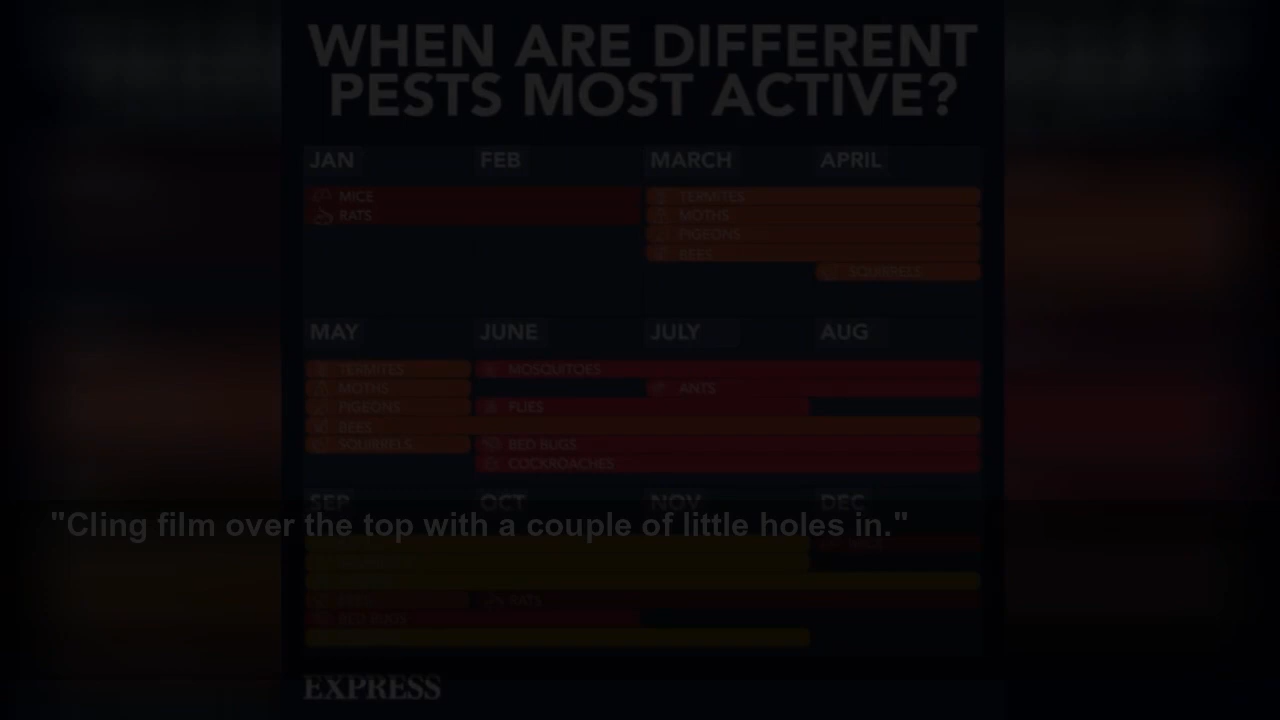 WHEN ARE DIFFERENT
PESTS MOST ACTIVE?
JAN FEB MARCH APRIL
MICE TERMITES
RATS MOTHS
PIGEONS
BEES
SQUIRRELS
MAY JUNE JULY AUG
TERMITES MOSQUITOES
MOTHS ANTS
PIGEONS FLIES
BEES
SQUIRRELS BED BUGS
COCKROACHES
SEP OCT NOV DEC
"Cling film over the top with a couple of little holes in."
RATS
BED BUGS
EXPRESS